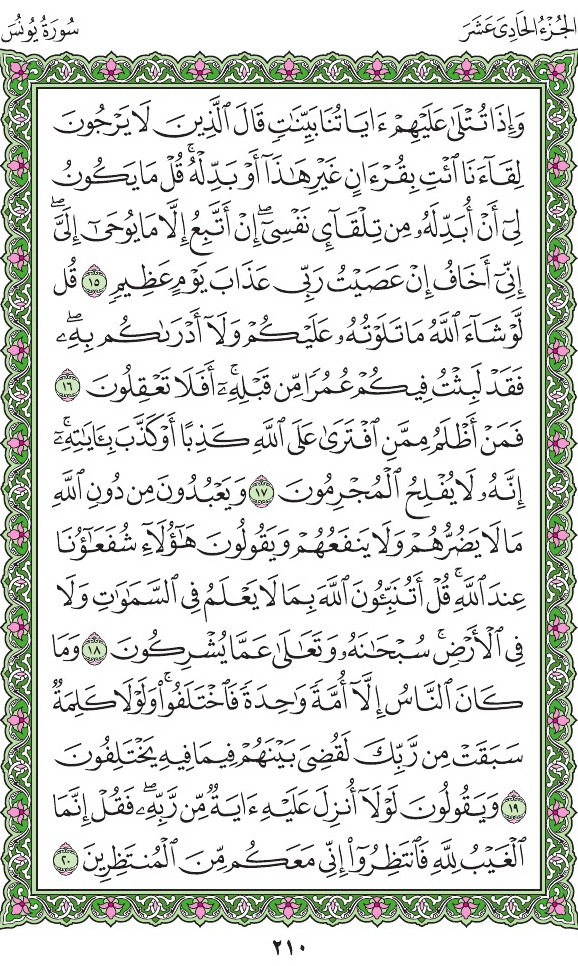 الجُزْءُ الحَادِى عَشَرَ
سُورَةُ يُونُسَ
وَإِذَا تُتْلَىٰ عَلَيْهِمْ ءَايَاتُنَا بَيِّنَٰتٍ قَالَ ٱلَّذِينَ لَا يَرْجُونَ
لِقَآءَنَا ٱئْتِ بِقُرْءَانٍ غَيْرِ هَٰذَآ أَوْ بَدِّلْهُ ۚ قُلْ مَا يَكُونُ
لِىٓ أَنْ أُبَدِّلَهُۥ مِن تِلْقَآئِ نَفْسِىٓ ۖ إِنْ أَتَّبِعُ إِلَّا مَا يُوحَىٰٓ إِلَىَّ ۖ
إِنِّىٓ أَخَافُ إِنْ عَصَيْتُ رَبِّى عَذَابَ يَوْمٍ عَظِيمٍ ١٥ قُل
لَّوْ شَآءَ ٱللَّهُ مَا تَلَوْتُهُۥ عَلَيْكُمْ وَلَآ أَدْرَىٰكُم بِهِۦ ۖ
فَقَدْ لَبِثْتُ فِيكُمْ عُمُرًا مِّن قَبْلِهِۦٓ ۚ أَفَلَا تَعْقِلُونَ ١٦
فَمَنْ أَظْلَمُ مِمَّنِ ٱفْتَرَىٰ عَلَى ٱللَّهِ كَذِبًا أَوْ كَذَّبَ بِـَٔايَٰتِهِۦٓ ۚ
إِنَّهُۥ لَا يُفْلِحُ ٱلْمُجْرِمُونَ ١٧ وَيَعْبُدُونَ مِن دُونِ ٱللَّهِ
مَا لَا يَضُرُّهُمْ وَلَا يَنفَعُهُمْ وَيَقُولُونَ هَٰٓؤُلَآءِ شُفَعَٰٓؤُنَا
عِندَ ٱللَّهِ ۚ قُلْ أَتُنَبِّـُٔونَ ٱللَّهَ بِمَا لَا يَعْلَمُ فِى ٱلسَّمَٰوَٰتِ وَلَا
فِى ٱلْأَرْضِ ۚ سُبْحَٰنَهُۥ وَتَعَٰلَىٰ عَمَّا يُشْرِكُونَ ١٨ وَمَا
كَانَ ٱلنَّاسُ إِلَّآ أُمَّةً وَٰحِدَةً فَٱخْتَلَفُوا۟ ۚ وَلَوْلَا كَلِمَةٌ
سَبَقَتْ مِن رَّبِّكَ لَقُضِىَ بَيْنَهُمْ فِيمَا فِيهِ يَخْتَلِفُونَ
١٩ وَيَقُولُونَ لَوْلَآ أُنزِلَ عَلَيْهِ ءَايَةٌ مِّن رَّبِّهِۦ ۖ فَقُلْ إِنَّمَا
ٱلْغَيْبُ لِلَّهِ فَٱنتَظِرُوٓا۟ إِنِّى مَعَكُم مِّنَ ٱلْمُنتَظِرِينَ ٢٠
٢١٠